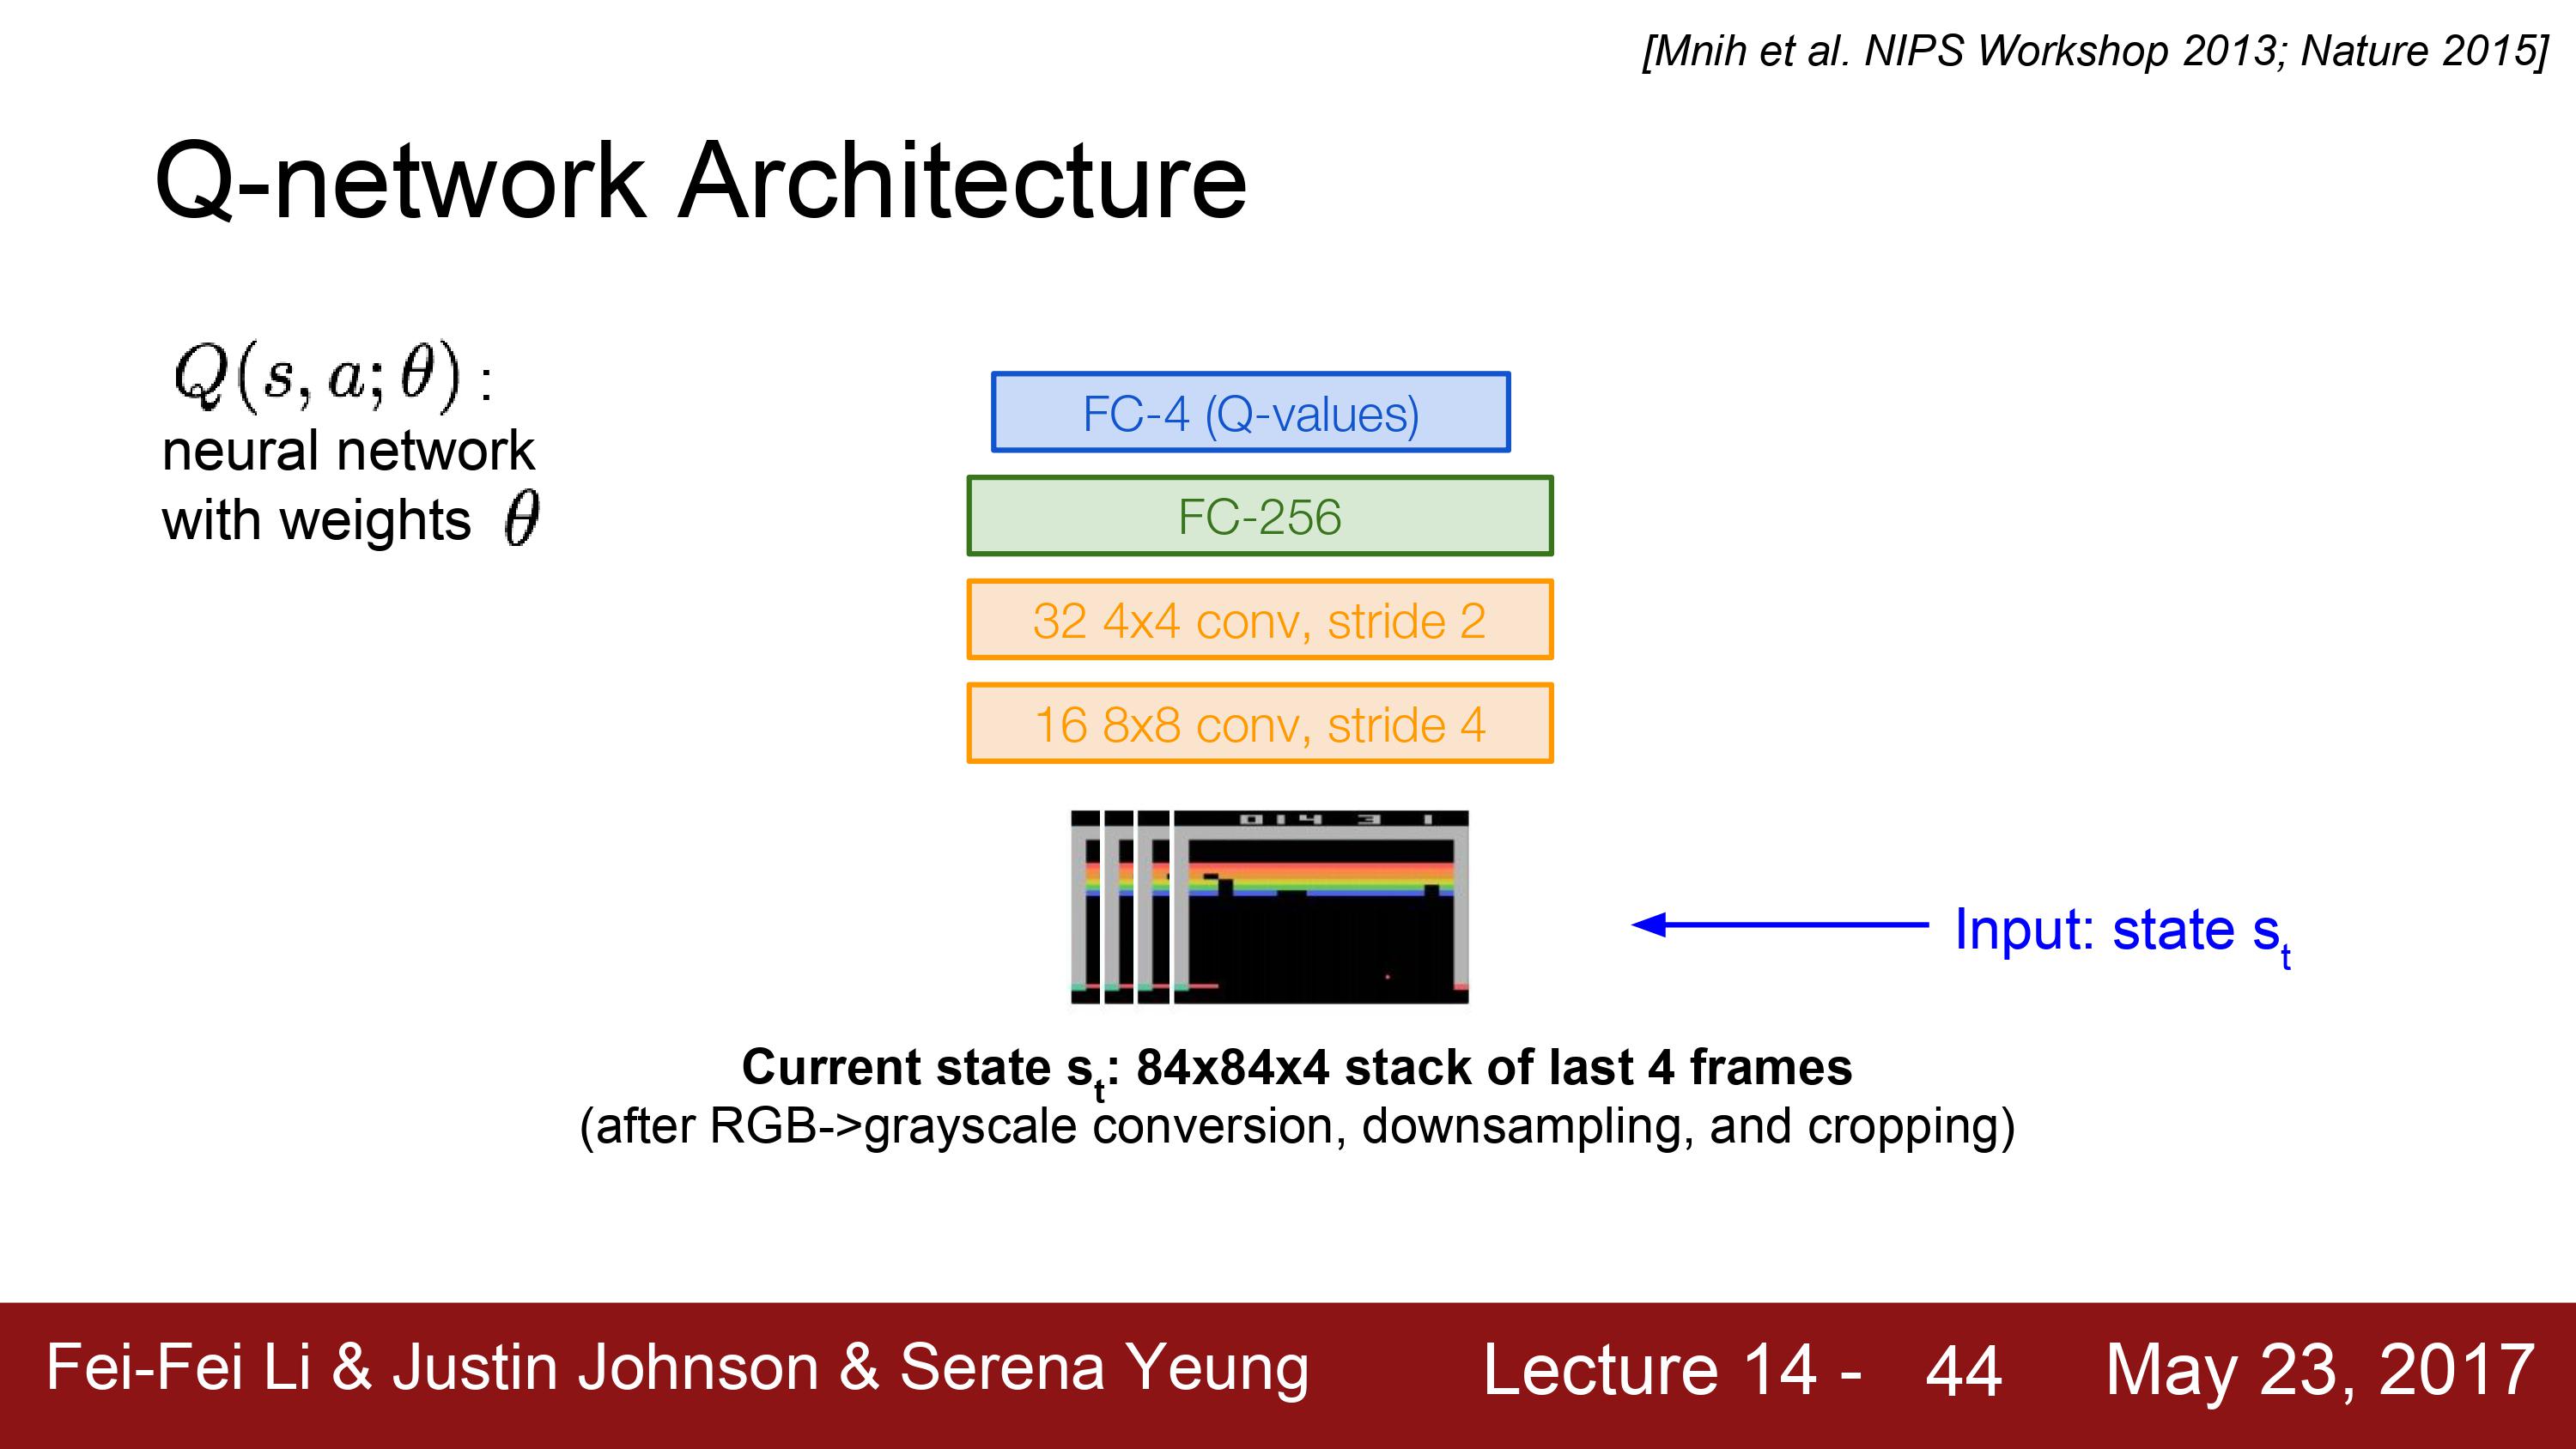 [Mnih et al. NIPS Workshop 2013; Nature 2015]
Q-network Architecture
Q(s, a; θ) :
neural network
with weights θ
FC-4 (Q-values)
FC-256
32 4x4 conv, stride 2
16 8x8 conv, stride 4
014 3 1
Input: state s_t
Current state s_t: 84x84x4 stack of last 4 frames
(after RGB->grayscale conversion, downsampling, and cropping)
Fei-Fei Li & Justin Johnson & Serena Yeung Lecture 14 - 44 May 23, 2017